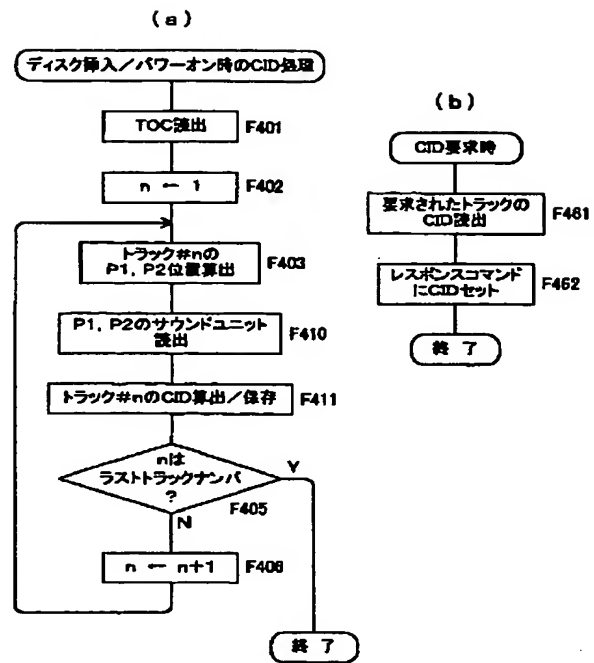 (a)
ディスク挿入／パワーオン時のCID処理
TOC読出
F401
n ← 1
F402
トラック#nの
P1, P2位置算出
F403
P1, P2のサウンドユニット
読出
F410
トラック#nのCID算出／保存
F411
nは
ラストトラックナンバ
?
Y
F405
N
n ← n+1
F406
終 了
(b)
CID要求時
要求されたトラックの
CID読出
F461
レスポンスコマンド
にCIDセット
F462
終 了